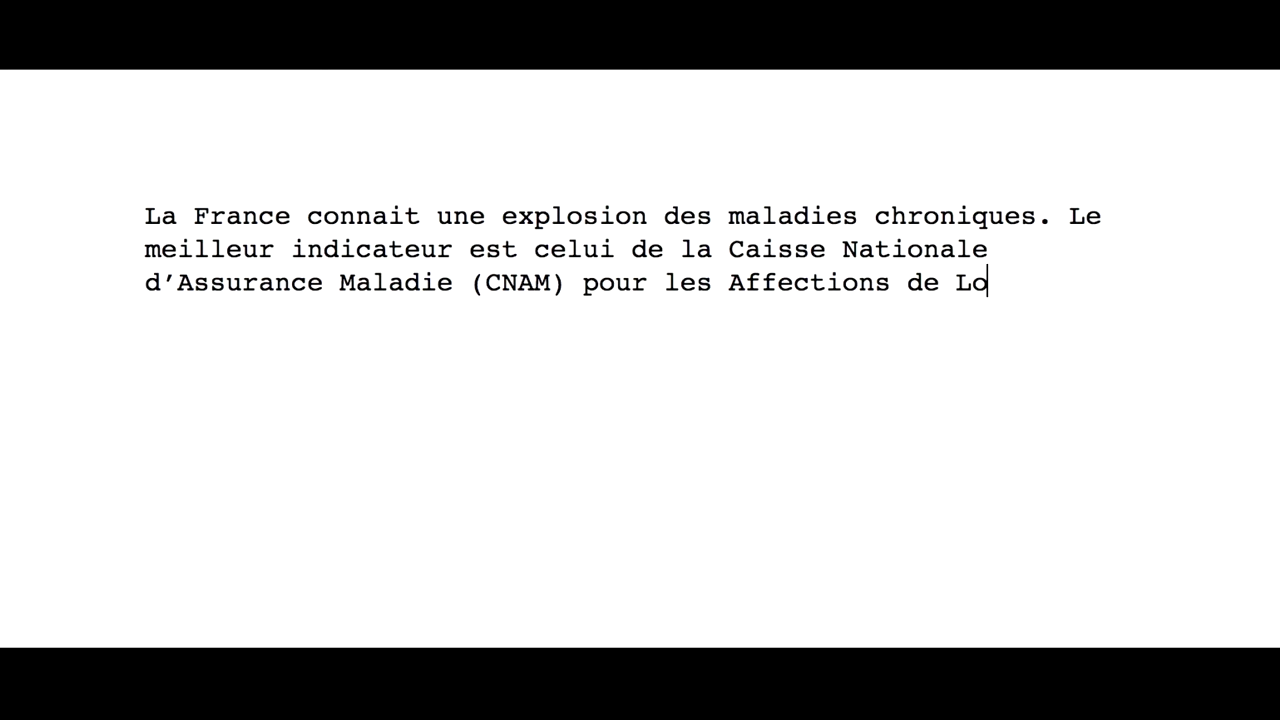 La France connait une explosion des maladies chroniques. Le
meilleur indicateur est celui de la Caisse Nationale
d’Assurance Maladie (CNAM) pour les Affections de Lo